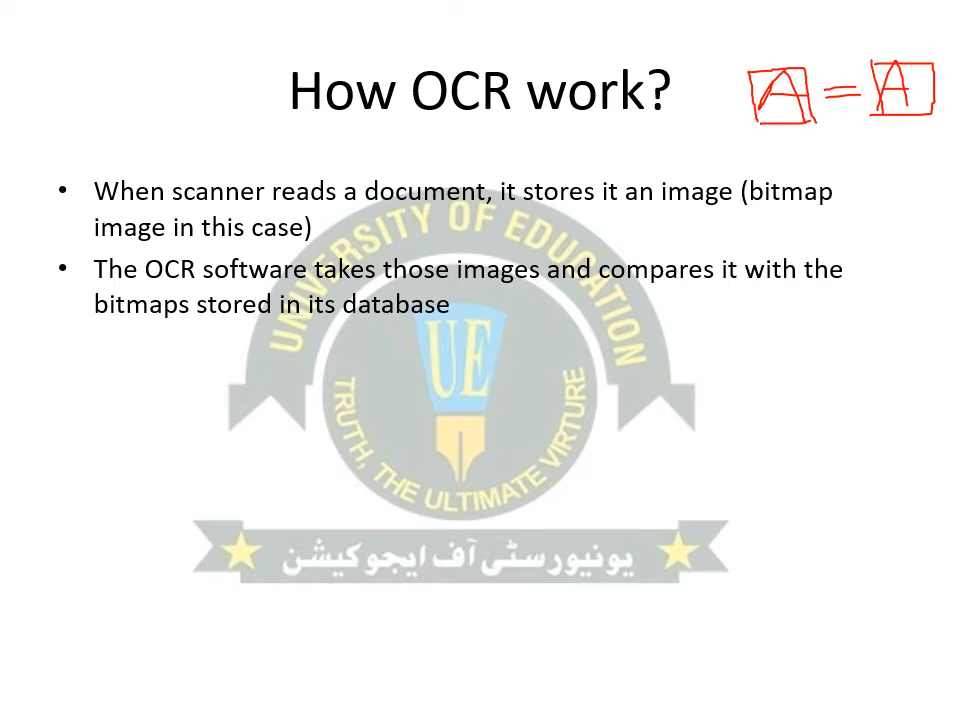 How OCR work?
A = A
• When scanner reads a document, it stores it an image (bitmap
image in this case)
• The OCR software takes those images and compares it with the
bitmaps stored in its database
UNIVERSITY OF EDUCATION
UE
TRUTH, THE ULTIMATE VIRTURE
یونیورسٹی آف ایجوکیشن